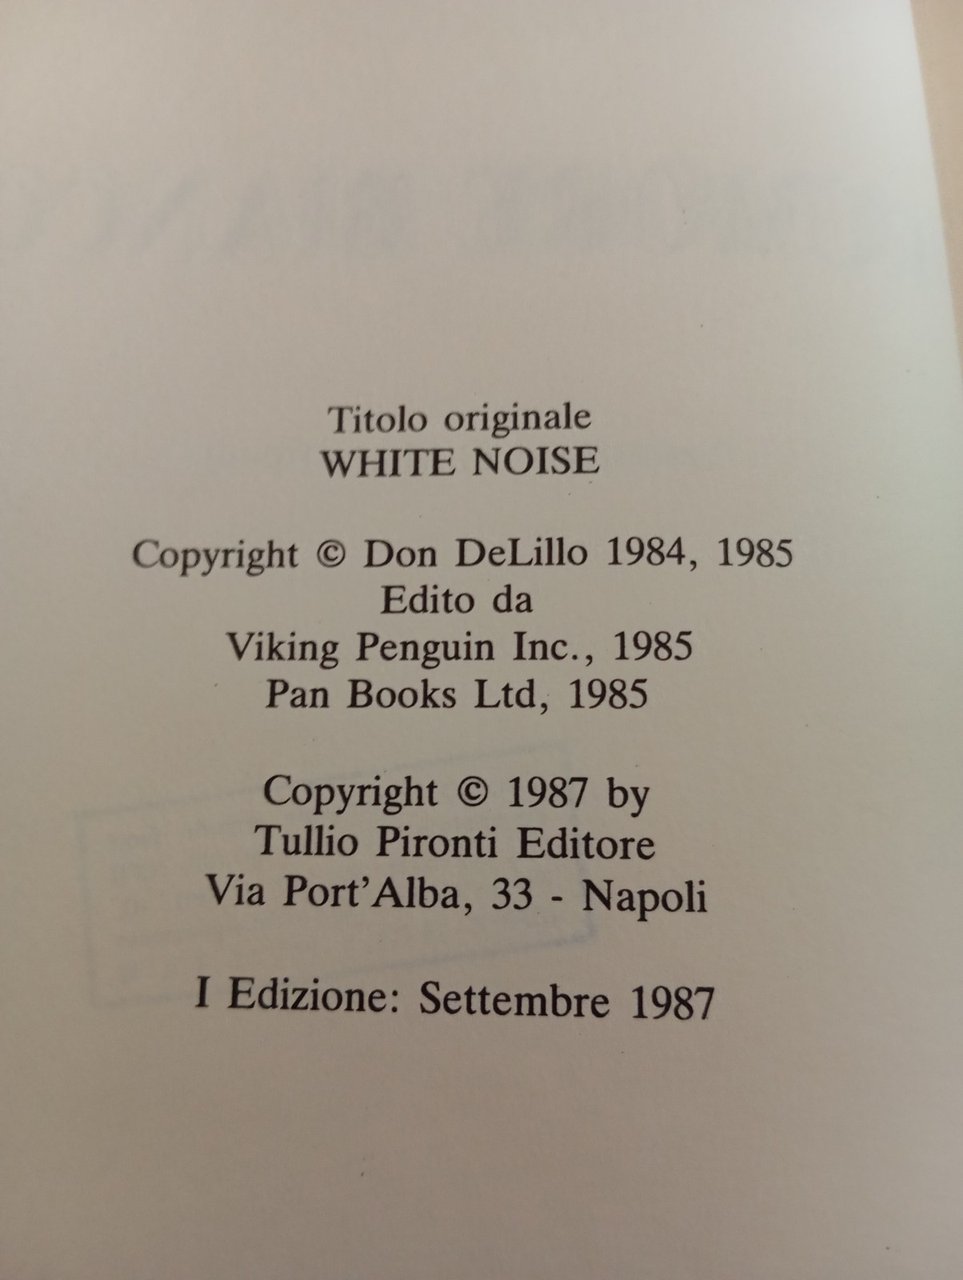 Titolo originale
WHITE NOISE
Copyright © Don DeLillo 1984, 1985
Edito da
Viking Penguin Inc., 1985
Pan Books Ltd, 1985
Copyright © 1987 by
Tullio Pironti Editore
Via Port'Alba, 33 - Napoli
I Edizione: Settembre 1987